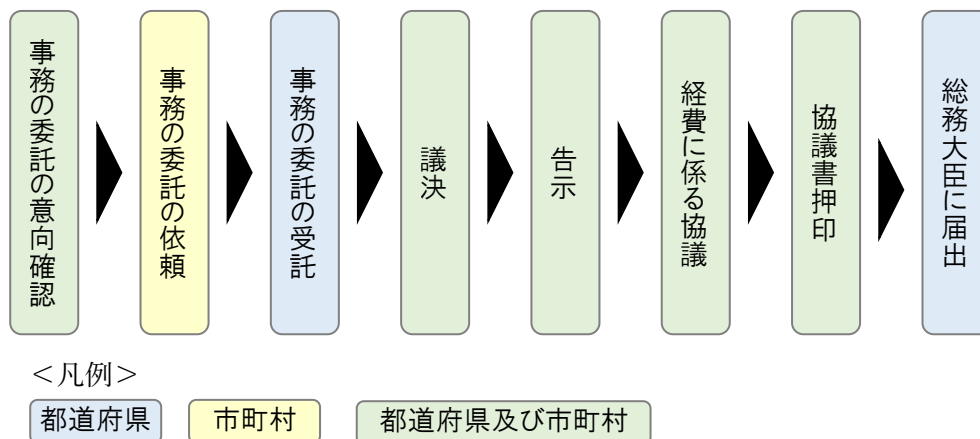 事務の委託の意向確認
事務の委託の依頼
事務の委託の受託
議決
告示
経費に係る協議
協議書押印
総務大臣に届出
＜凡例＞
都道府県
市町村
都道府県及び市町村